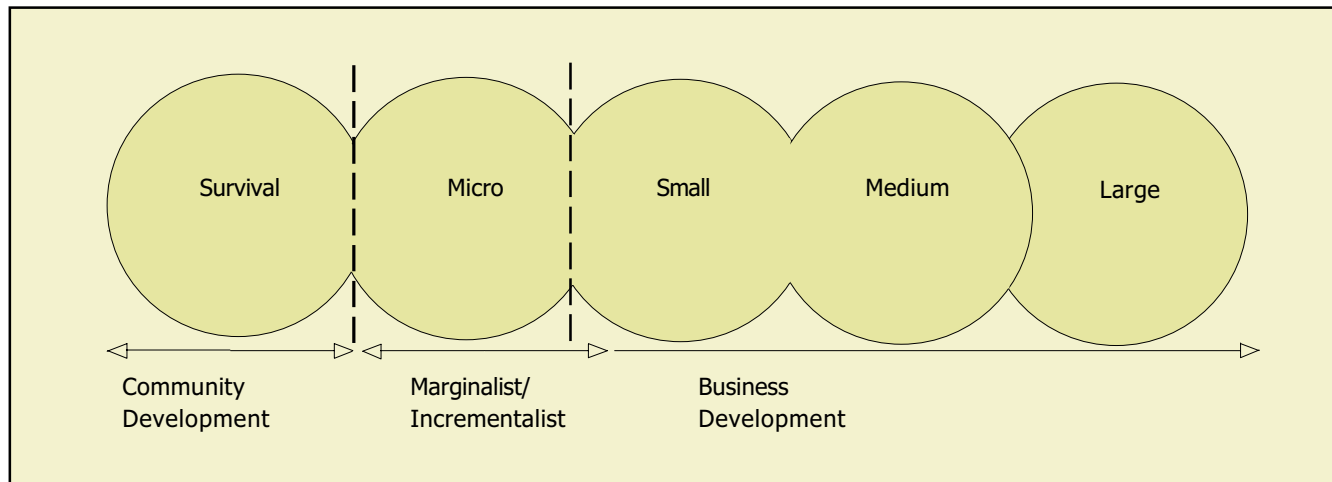 Survival
Micro
Small
Medium
Large
Community
Development
Marginalist/
Incrementalist
Business
Development